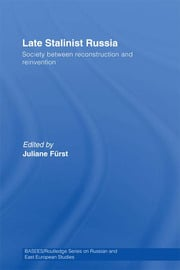 Late Stalinist Russia
Society between reconstruction and
reinvention
Edited by
Juliane Fürst
BASEES/Routledge Series on Russian and
East European Studies